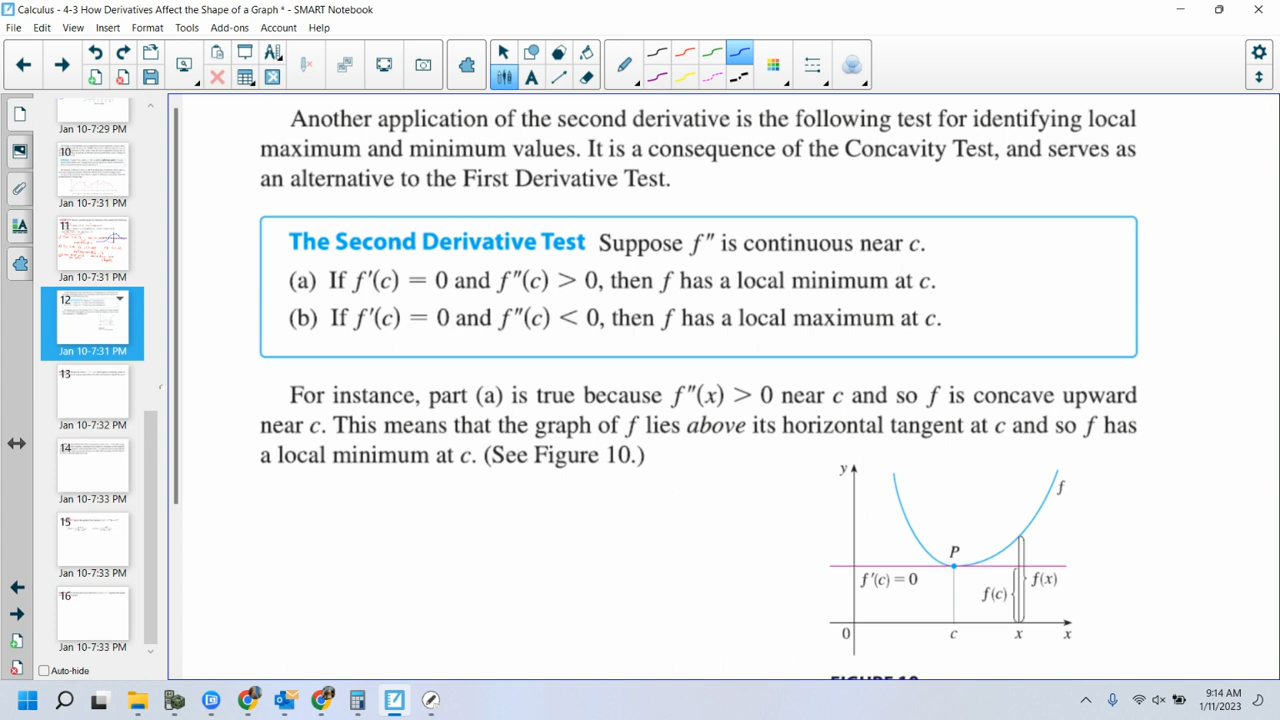 Calculus - 4-3 How Derivatives Affect the Shape of a Graph * - SMART Notebook
File Edit View Insert Format Tools Add-ons Account Help
Jan 10-7:29 PM
10
Jan 10-7:31 PM
11
Jan 10-7:31 PM
12
Jan 10-7:31 PM
13
Jan 10-7:32 PM
14
Jan 10-7:33 PM
15
Jan 10-7:33 PM
16
Jan 10-7:33 PM
Auto-hide
Another application of the second derivative is the following test for identifying local
maximum and minimum values. It is a consequence of the Concavity Test, and serves as
an alternative to the First Derivative Test.
The Second Derivative Test Suppose f″ is continuous near c.
(a) If f′(c) = 0 and f″(c) > 0, then f has a local minimum at c.
(b) If f′(c) = 0 and f″(c) < 0, then f has a local maximum at c.
For instance, part (a) is true because f″(x) > 0 near c and so f is concave upward
near c. This means that the graph of f lies above its horizontal tangent at c and so f has
a local minimum at c. (See Figure 10.)
y
f
P
f′(c) = 0
f(c)
f(x)
0
c
x
x
9:14 AM
1/11/2023